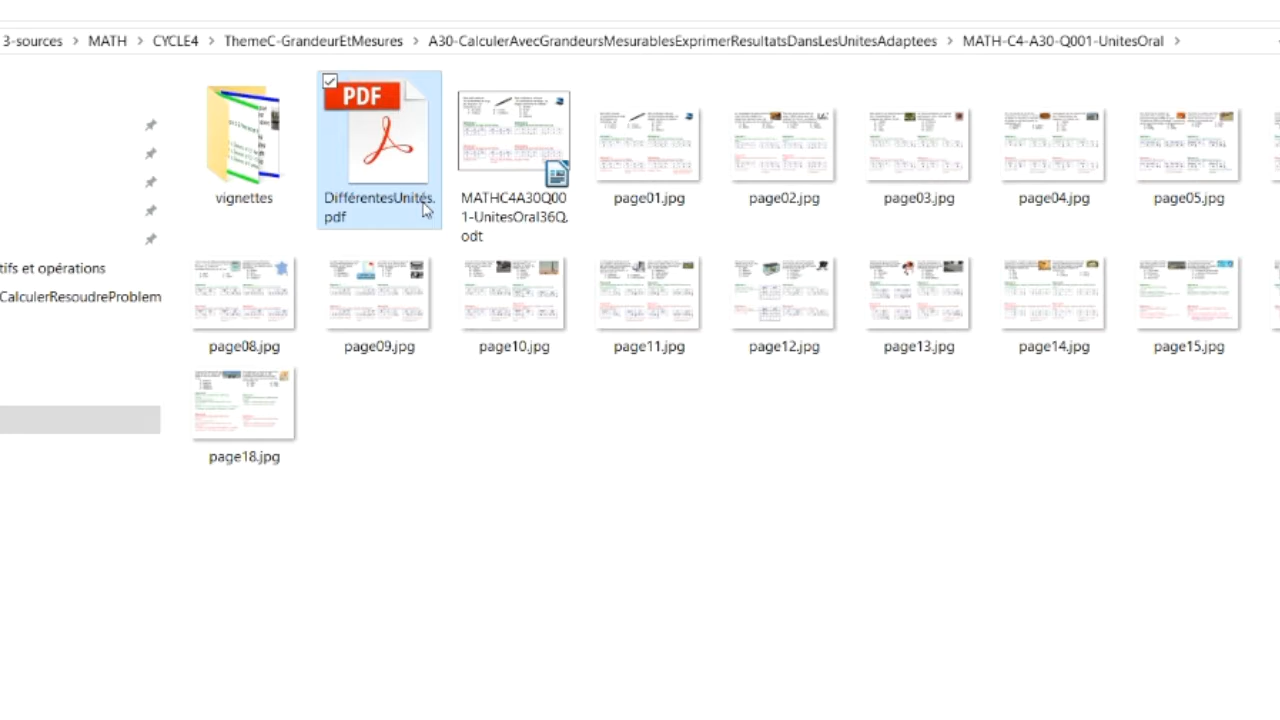 3-sources > MATH > CYCLE4 > ThemeC-GrandeurEtMesures > A30-CalculerAvecGrandeursMesurablesExprimerResultatsDansLesUnitesAdaptees > MATH-C4-A30-Q001-UnitesOral >
PDF
vignettes
DifférentesUnités.
pdf
MATHC4A30Q00
1-UnitesOral36Q.
odt
page01.jpg
page02.jpg
page03.jpg
page04.jpg
page05.jpg
tifs et opérations
CalculerResoudreProblem
page08.jpg
page09.jpg
page10.jpg
page11.jpg
page12.jpg
page13.jpg
page14.jpg
page15.jpg
page18.jpg